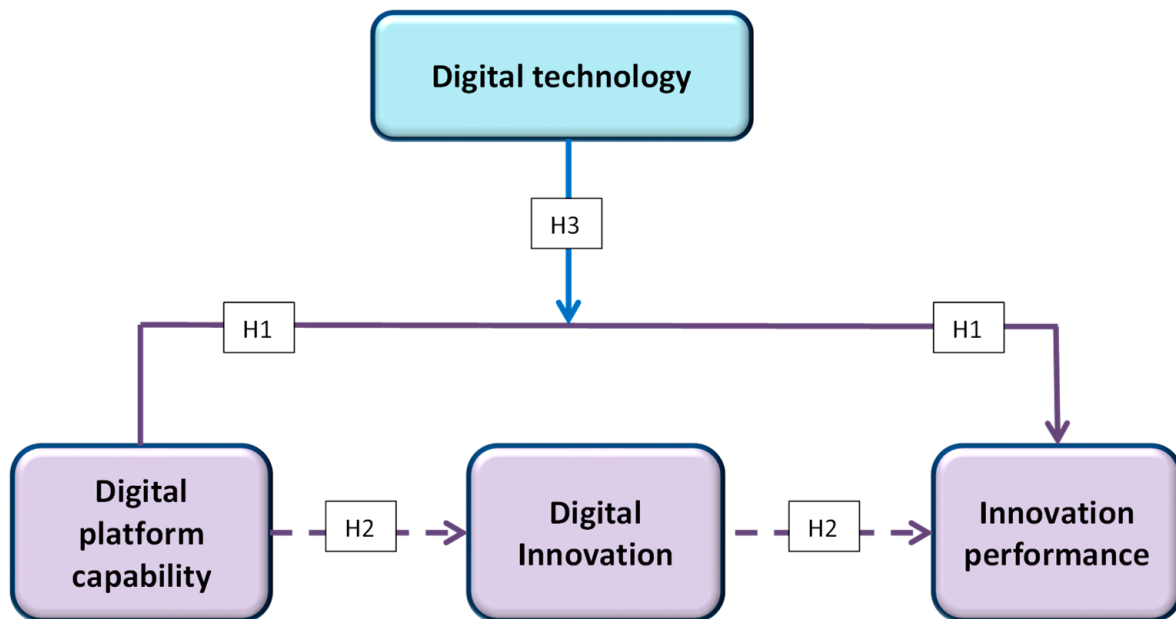 Digital technology
H3
H1
H1
Digital
platform
capability
H2
Digital
Innovation
H2
Innovation
performance